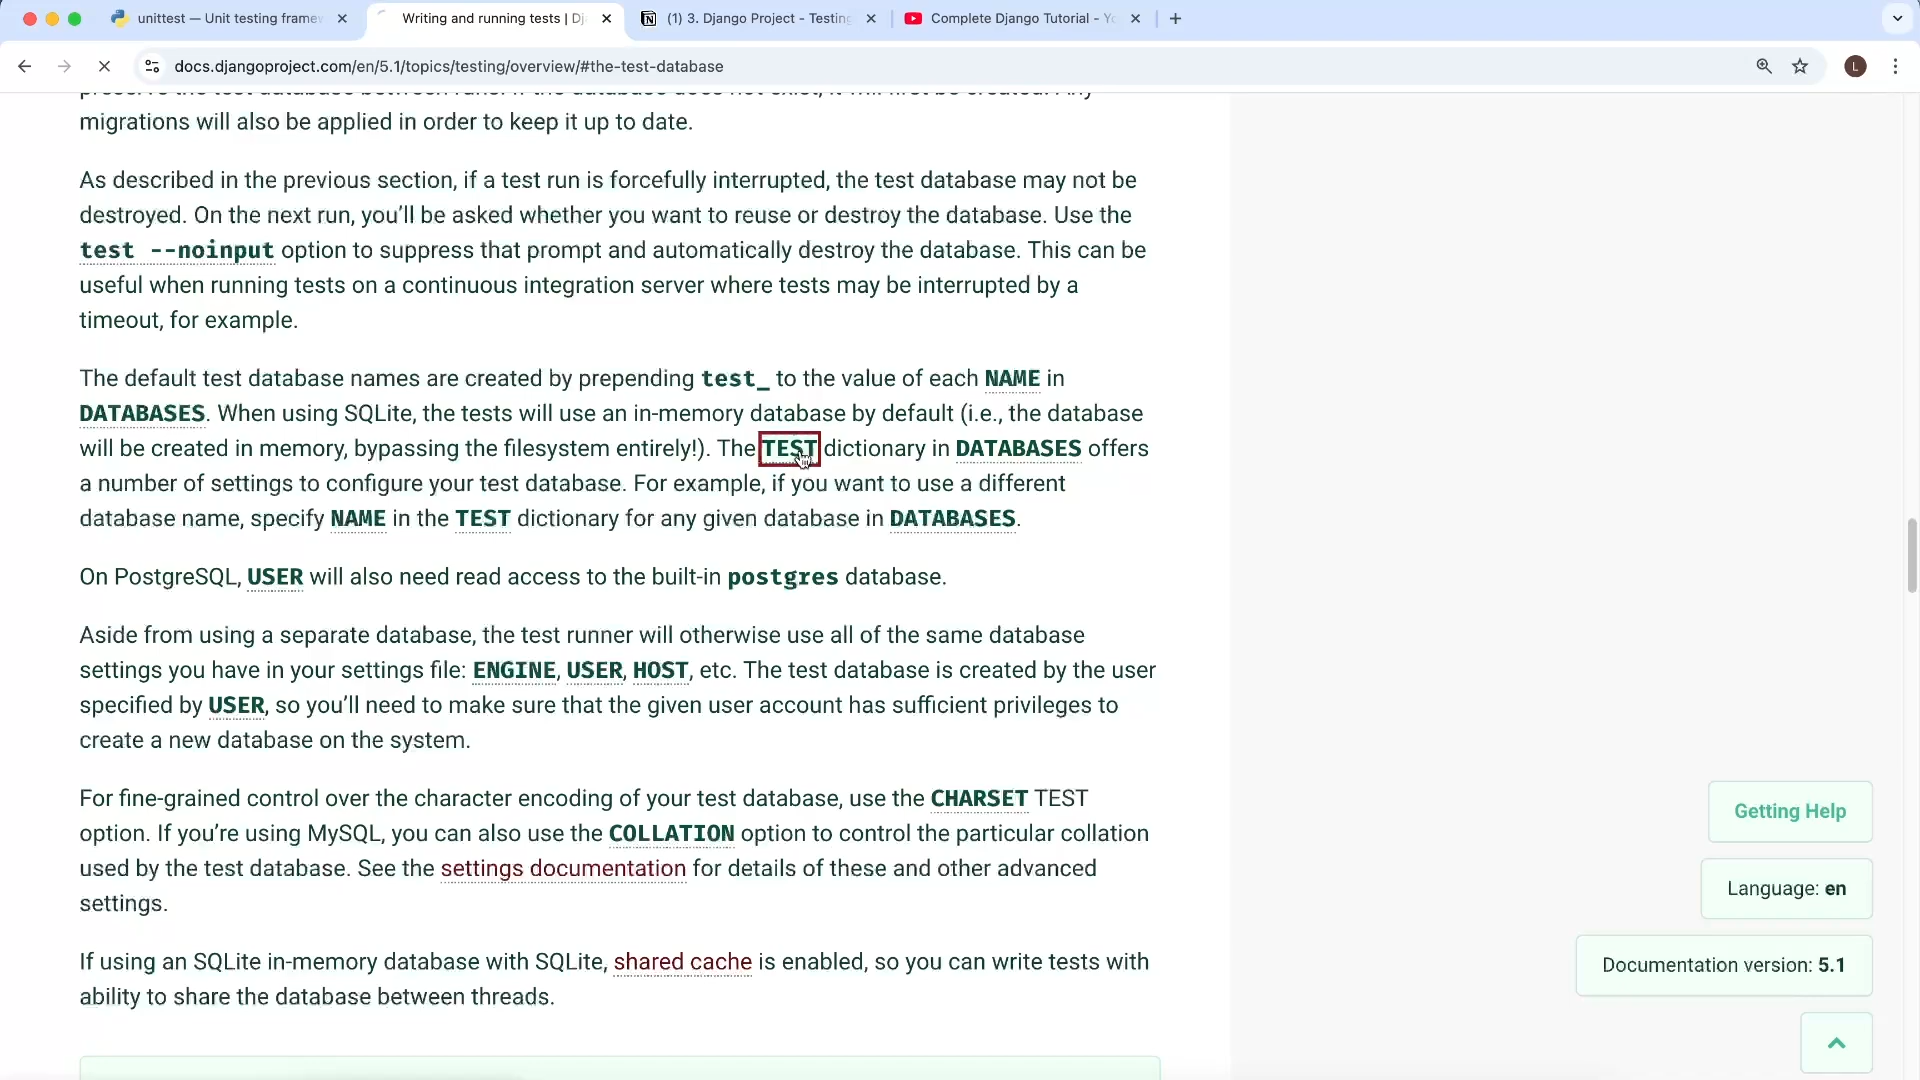 unittest — Unit testing framew
Writing and running tests | Dj
(1) 3. Django Project - Testing
Complete Django Tutorial - Yo
docs.djangoproject.com/en/5.1/topics/testing/overview/#the-test-database
L
migrations will also be applied in order to keep it up to date.
As described in the previous section, if a test run is forcefully interrupted, the test database may not be
destroyed. On the next run, you’ll be asked whether you want to reuse or destroy the database. Use the
test --noinput option to suppress that prompt and automatically destroy the database. This can be
useful when running tests on a continuous integration server where tests may be interrupted by a
timeout, for example.
The default test database names are created by prepending test_ to the value of each NAME in
DATABASES. When using SQLite, the tests will use an in-memory database by default (i.e., the database
will be created in memory, bypassing the filesystem entirely!). The TEST dictionary in DATABASES offers
a number of settings to configure your test database. For example, if you want to use a different
database name, specify NAME in the TEST dictionary for any given database in DATABASES.
On PostgreSQL, USER will also need read access to the built-in postgres database.
Aside from using a separate database, the test runner will otherwise use all of the same database
settings you have in your settings file: ENGINE, USER, HOST, etc. The test database is created by the user
specified by USER, so you’ll need to make sure that the given user account has sufficient privileges to
create a new database on the system.
For fine-grained control over the character encoding of your test database, use the CHARSET TEST
option. If you’re using MySQL, you can also use the COLLATION option to control the particular collation
used by the test database. See the settings documentation for details of these and other advanced
settings.
If using an SQLite in-memory database with SQLite, shared cache is enabled, so you can write tests with
ability to share the database between threads.
Getting Help
Language: en
Documentation version: 5.1